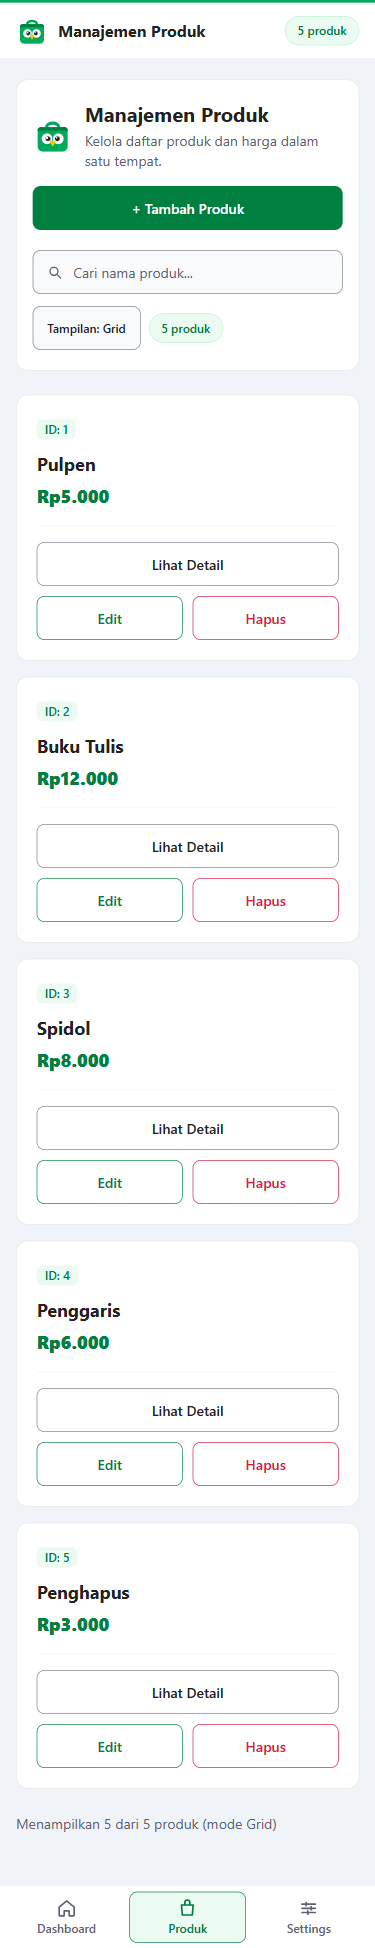 Manajemen Produk
5 produk
Manajemen Produk
Kelola daftar produk dan harga dalam
satu tempat.
+ Tambah Produk
Cari nama produk...
Tampilan: Grid
5 produk
ID: 1
Pulpen
Rp5.000
Lihat Detail
Edit
Hapus
ID: 2
Buku Tulis
Rp12.000
Lihat Detail
Edit
Hapus
ID: 3
Spidol
Rp8.000
Lihat Detail
Edit
Hapus
ID: 4
Penggaris
Rp6.000
Lihat Detail
Edit
Hapus
ID: 5
Penghapus
Rp3.000
Lihat Detail
Edit
Hapus
Menampilkan 5 dari 5 produk (mode Grid)
Dashboard
Produk
Settings